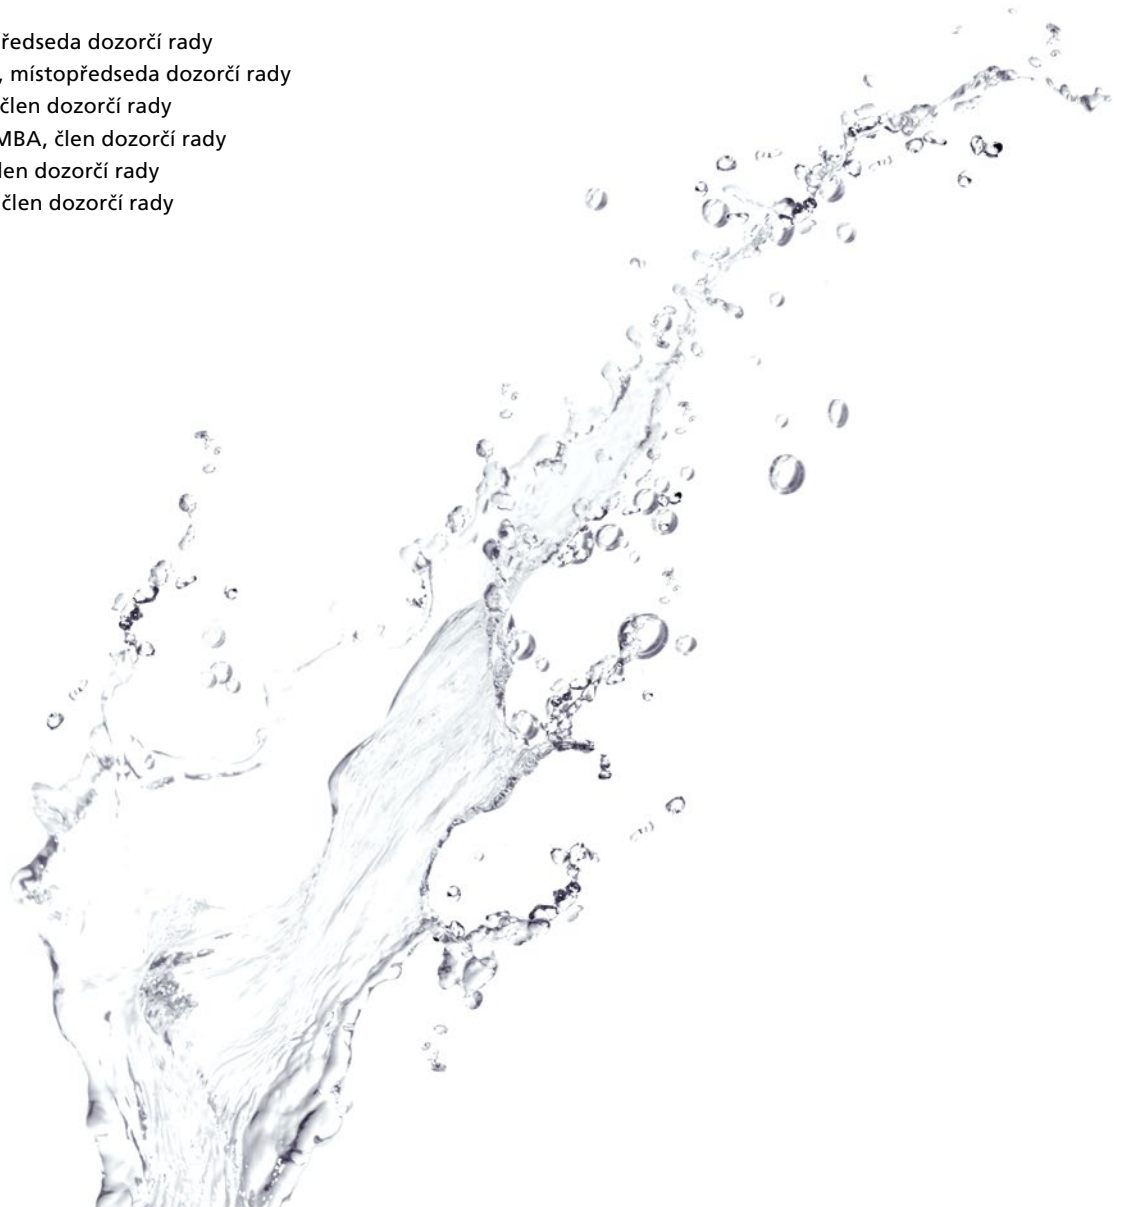 ředseda dozorčí rady
, místopředseda dozorčí rady
člen dozorčí rady
MBA, člen dozorčí rady
len dozorčí rady
člen dozorčí rady